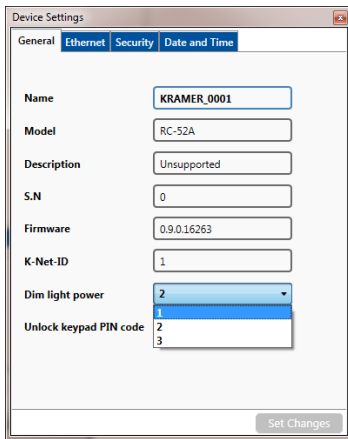 Device Settings
General Ethernet Security Date and Time
Name KRAMER_0001
Model RC-52A
Description Unsupported
S.N 0
Firmware 0.9.0.16263
K-Net-ID 1
Dim light power 2
1
Unlock keypad PIN code 2
3
Set Changes